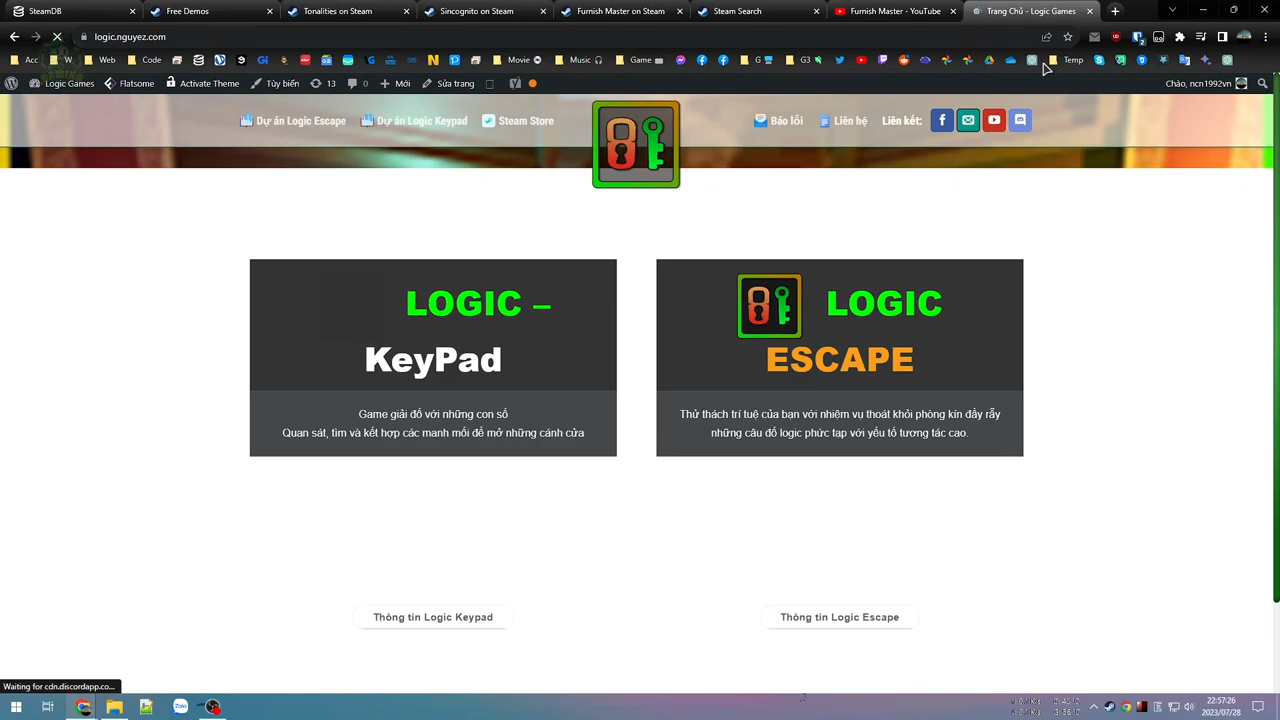 SteamDB
Free Demos
Tonalities on Steam
Sincognito on Steam
Furnish Master on Steam
Steam Search
Furnish Master - YouTube
Trang Chủ - Logic Games
logic.nguyez.com
Acc
W
Web
Cont
Movie
Music
Game
G
G3
Temp
Logic Games
Flatsome
Activate Theme
Tùy biến
13
0
Mới
Sửa trang
Chào, ncn1992vn
Dự án Logic Escape
Dự án Logic Keypad
Steam Store
Báo lỗi
Liên hệ
Liên kết:
LOGIC –
KeyPad
Game giải đố với những con số
Quan sát, tìm và kết hợp các manh mối để mở những cánh cửa
LOGIC
ESCAPE
Thử thách trí tuệ của bạn với nhiệm vụ thoát khỏi phòng kín đầy rẫy
những câu đố logic phức tạp với yếu tố tương tác cao.
Thông tin Logic Keypad
Thông tin Logic Escape
Waiting for cdn.discordapp.co...
Zalo
22:57:26
2023/07/28